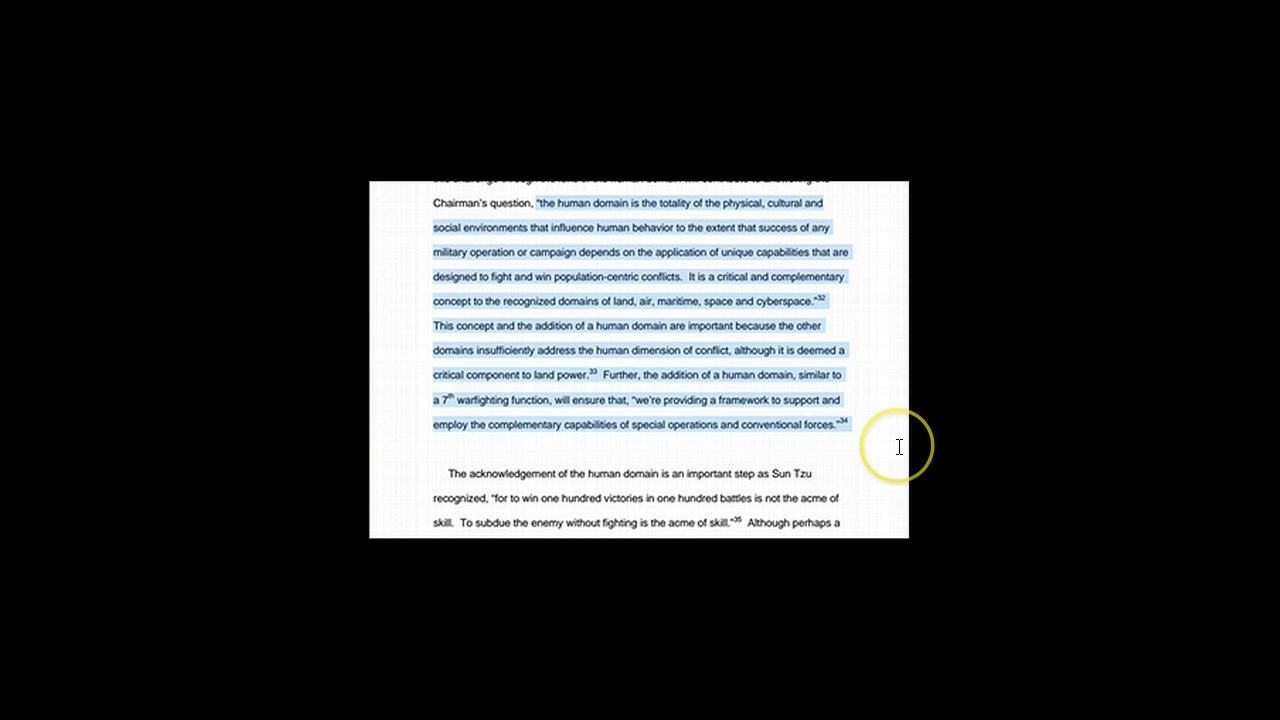 Chairman's question, "the human domain is the totality of the physical, cultural and
social environments that influence human behavior to the extent that success of any
military operation or campaign depends on the application of unique capabilities that are
designed to fight and win population-centric conflicts.  It is a critical and complementary
concept to the recognized domains of land, air, maritime, space and cyberspace."32
This concept and the addition of a human domain are important because the other
domains insufficiently address the human dimension of conflict, although it is deemed a
critical component to land power.33  Further, the addition of a human domain, similar to
a 7th warfighting function, will ensure that, "we're providing a framework to support and
employ the complementary capabilities of special operations and conventional forces."34
The acknowledgement of the human domain is an important step as Sun Tzu
recognized, "for to win one hundred victories in one hundred battles is not the acme of
skill.  To subdue the enemy without fighting is the acme of skill."35  Although perhaps a